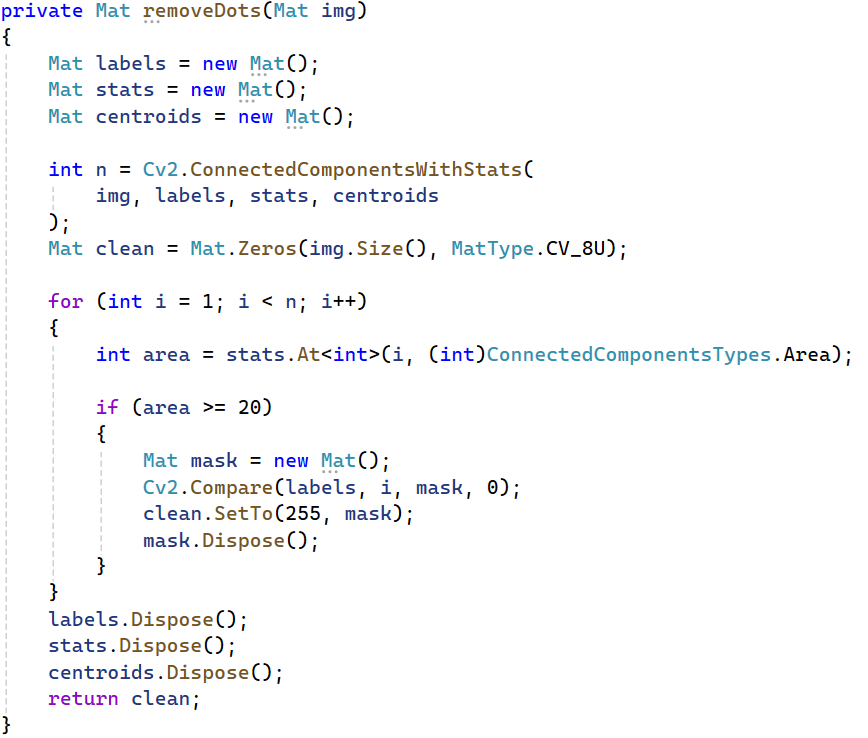 private Mat removeDots(Mat img)
{
    Mat labels = new Mat();
    Mat stats = new Mat();
    Mat centroids = new Mat();

    int n = Cv2.ConnectedComponentsWithStats(
        img, labels, stats, centroids
    );
    Mat clean = Mat.Zeros(img.Size(), MatType.CV_8U);

    for (int i = 1; i < n; i++)
    {
        int area = stats.At<int>(i, (int)ConnectedComponentsTypes.Area);

        if (area >= 20)
        {
            Mat mask = new Mat();
            Cv2.Compare(labels, i, mask, 0);
            clean.SetTo(255, mask);
            mask.Dispose();
        }
    }
    labels.Dispose();
    stats.Dispose();
    centroids.Dispose();
    return clean;
}